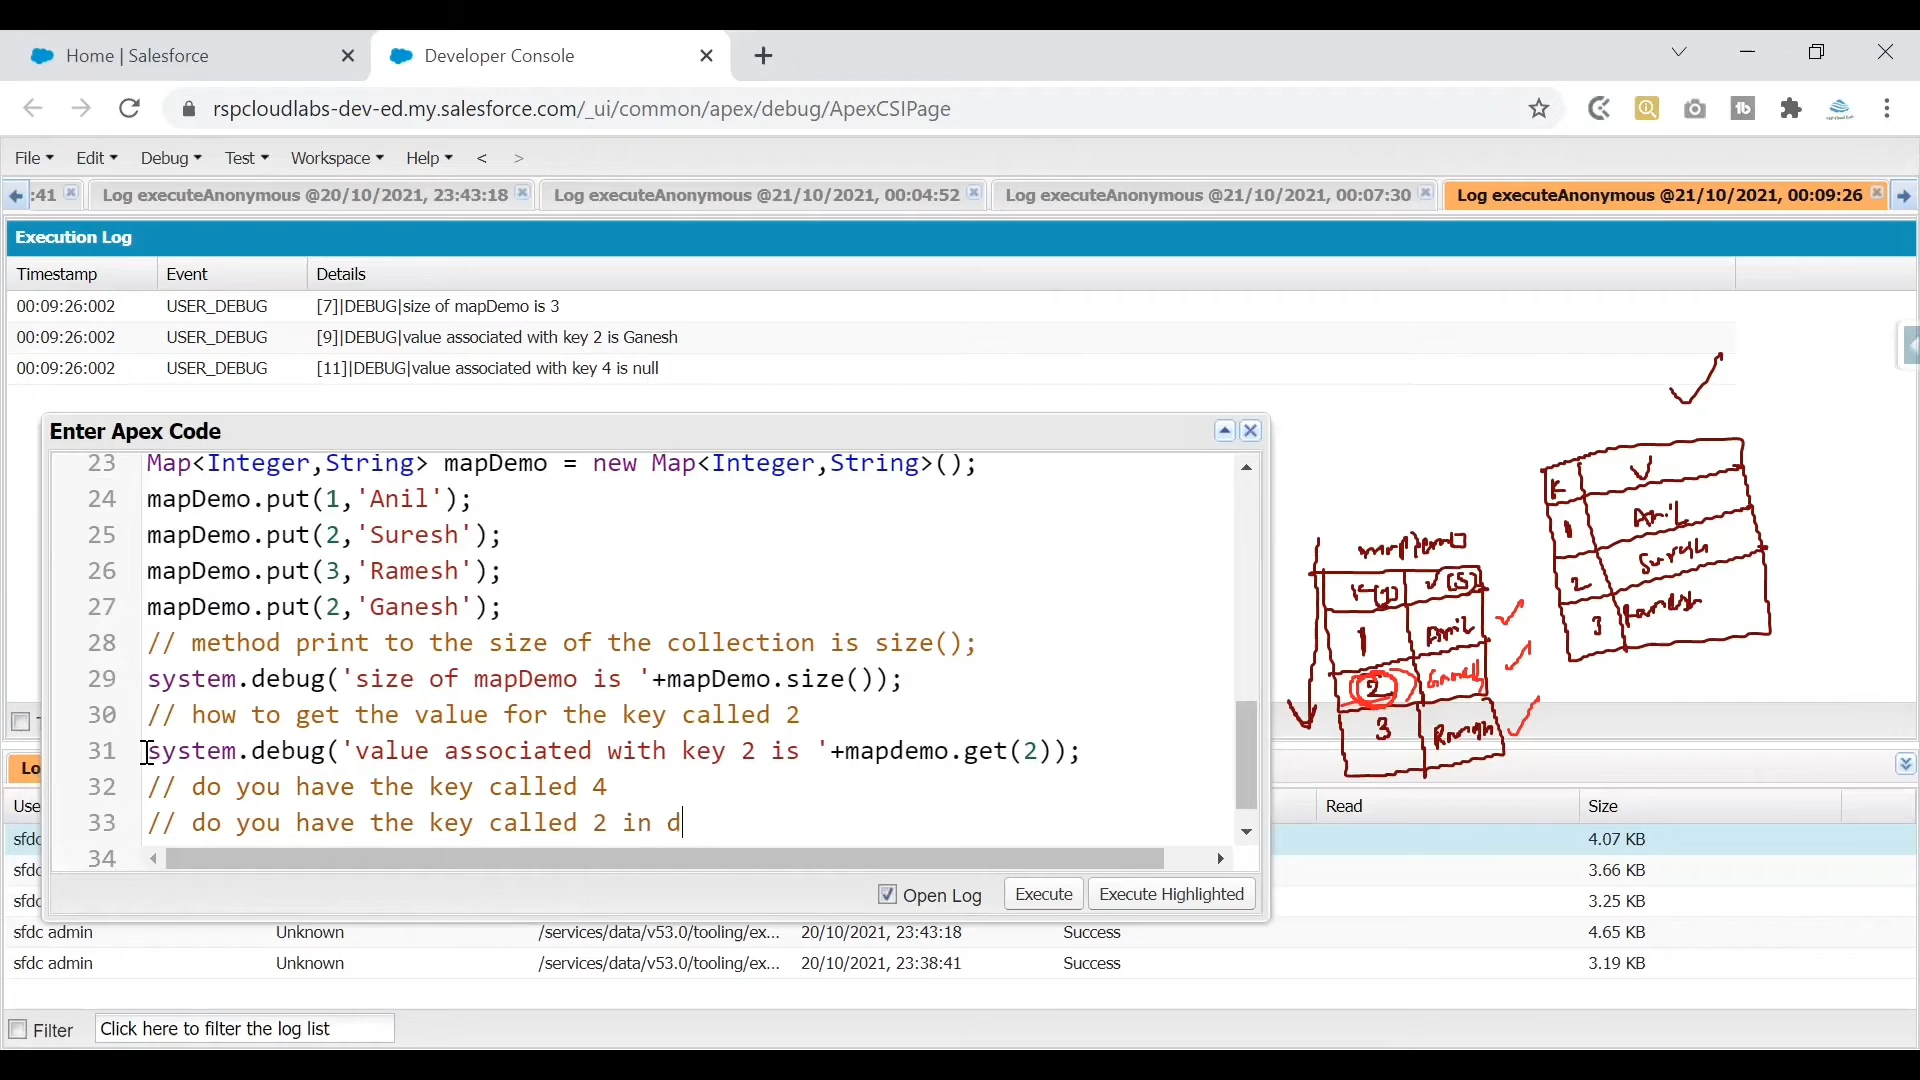 Home | Salesforce
Developer Console
rspcloudlabs-dev-ed.my.salesforce.com/_ui/common/apex/debug/ApexCSIPage
File Edit Debug Test Workspace Help < >
:41 Log executeAnonymous @20/10/2021, 23:43:18 Log executeAnonymous @21/10/2021, 00:04:52 Log executeAnonymous @21/10/2021, 00:07:30 Log executeAnonymous @21/10/2021, 00:09:26
Execution Log
Timestamp Event Details
00:09:26:002 USER_DEBUG [7]|DEBUG|size of mapDemo is 3
00:09:26:002 USER_DEBUG [9]|DEBUG|value associated with key 2 is Ganesh
00:09:26:002 USER_DEBUG [11]|DEBUG|value associated with key 4 is null
Enter Apex Code
23 Map<Integer,String> mapDemo = new Map<Integer,String>();
24 mapDemo.put(1,'Anil');
25 mapDemo.put(2,'Suresh');
26 mapDemo.put(3,'Ramesh');
27 mapDemo.put(2,'Ganesh');
28 // method print to the size of the collection is size();
29 system.debug('size of mapDemo is '+mapDemo.size());
30 // how to get the value for the key called 2
31 system.debug('value associated with key 2 is '+mapdemo.get(2));
32 // do you have the key called 4
33 // do you have the key called 2 in d
34
Open Log Execute Execute Highlighted
K V
1 Anil
2 Suresh
3 Ramesh
mapDemo
1 Anil
2 Ganesh
3 Ramesh
Lo
Use Read Size
sfdc 4.07 KB
sfdc 3.66 KB
sfdc 3.25 KB
sfdc admin Unknown /services/data/v53.0/tooling/ex... 20/10/2021, 23:43:18 Success 4.65 KB
sfdc admin Unknown /services/data/v53.0/tooling/ex... 20/10/2021, 23:38:41 Success 3.19 KB
Filter Click here to filter the log list